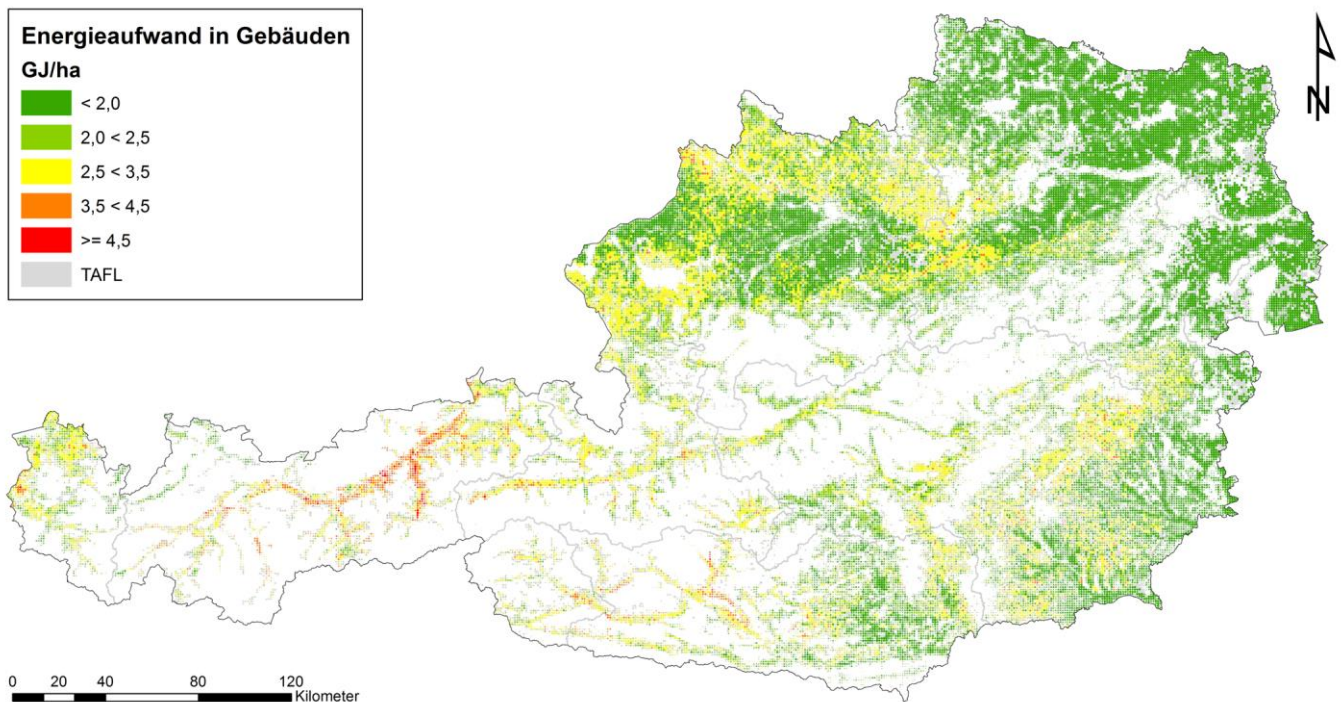 Energieaufwand in Gebäuden
GJ/ha
< 2,0
2,0 < 2,5
2,5 < 3,5
3,5 < 4,5
>= 4,5
TAFL
N
0 20 40 80 120
Kilometer